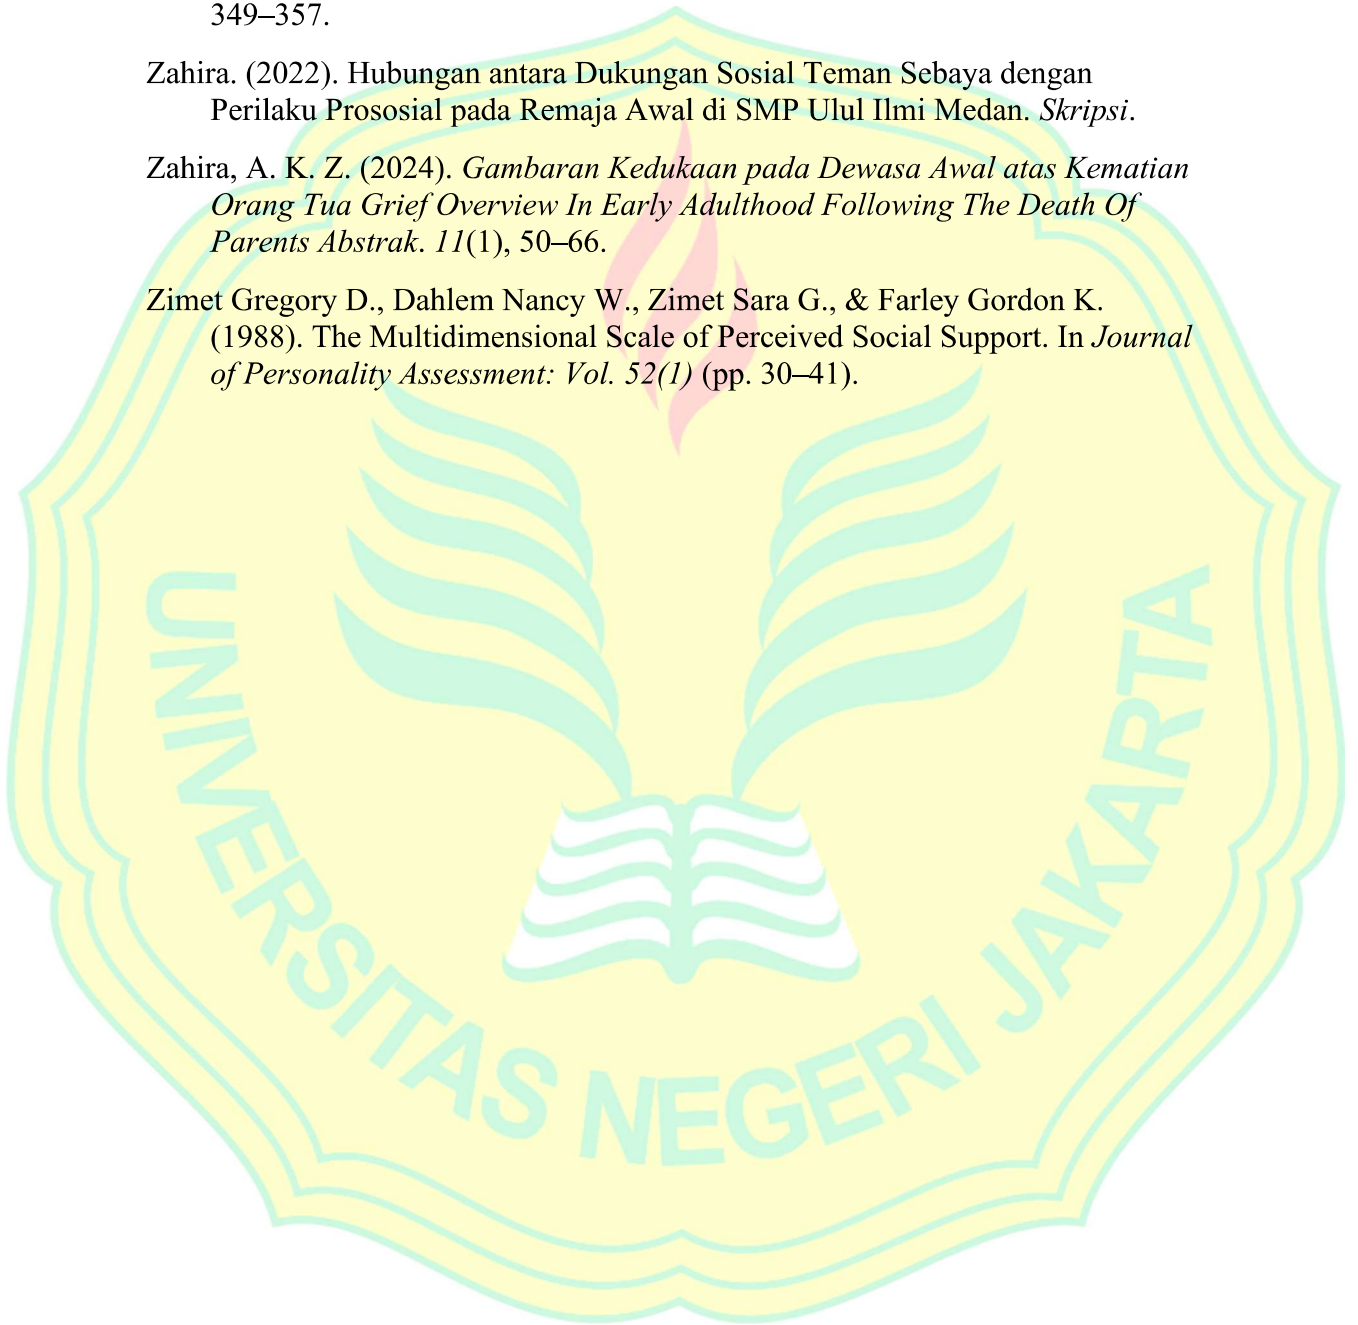 349–357.
Zahira. (2022). Hubungan antara Dukungan Sosial Teman Sebaya dengan
Perilaku Prososial pada Remaja Awal di SMP Ulul Ilmi Medan. Skripsi.
Zahira, A. K. Z. (2024). Gambaran Kedukaan pada Dewasa Awal atas Kematian
Orang Tua Grief Overview In Early Adulthood Following The Death Of
Parents Abstrak. 11(1), 50–66.
Zimet Gregory D., Dahlem Nancy W., Zimet Sara G., & Farley Gordon K.
(1988). The Multidimensional Scale of Perceived Social Support. In Journal
of Personality Assessment: Vol. 52(1) (pp. 30–41).
UNIVERSITAS NEGERI JAKARTA